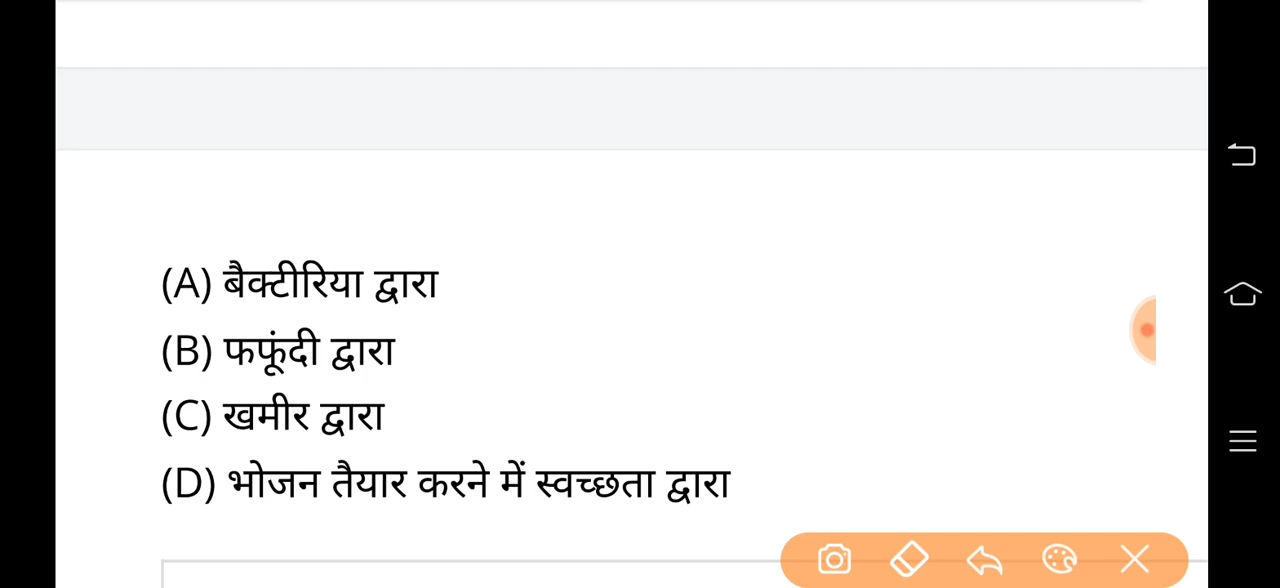 (A) बैक्टीरिया द्वारा
(B) फफूंदी द्वारा
(C) खमीर द्वारा
(D) भोजन तैयार करने में स्वच्छता द्वारा